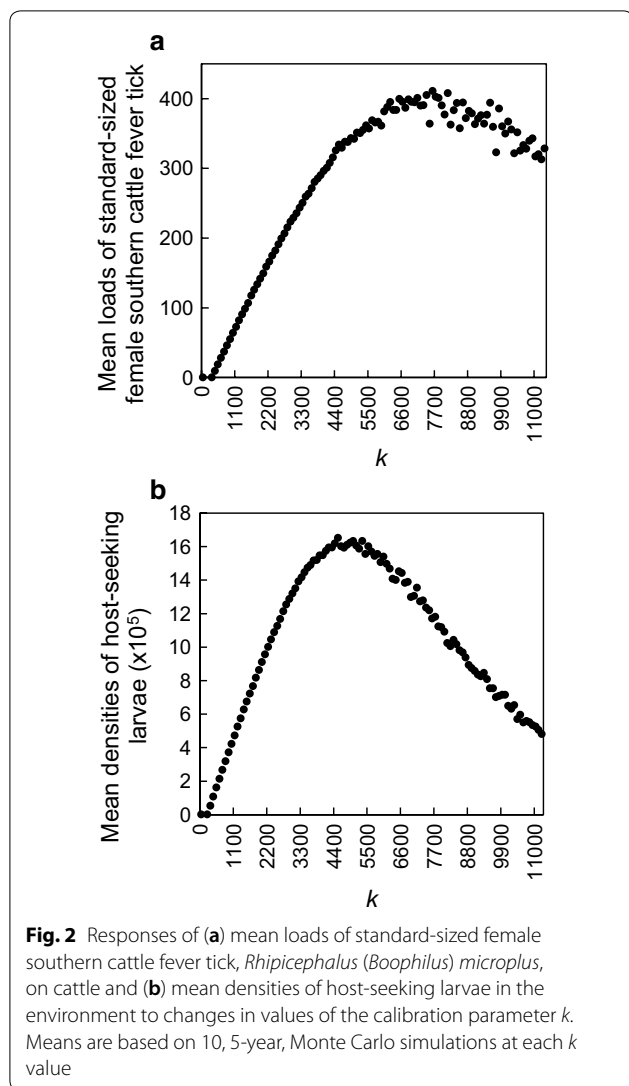 a
Mean loads of standard-sized
female southern cattle fever tick
400
300
200
100
0
0
1100
2200
3300
4400
5500
6600
7700
8800
9900
11000
k
b
Mean densities of host-seeking
larvae (x10⁵)
18
16
14
12
10
8
6
4
2
0
0
1100
2200
3300
4400
5500
6600
7700
8800
9900
11000
k
Fig. 2 Responses of (a) mean loads of standard-sized female
southern cattle fever tick, Rhipicephalus (Boophilus) microplus,
on cattle and (b) mean densities of host-seeking larvae in the
environment to changes in values of the calibration parameter k.
Means are based on 10, 5-year, Monte Carlo simulations at each k
value